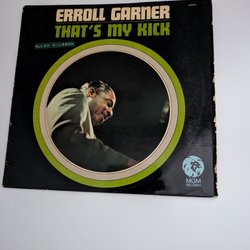 ERROLL GARNER
THAT'S MY KICK
MGM
RECORDS